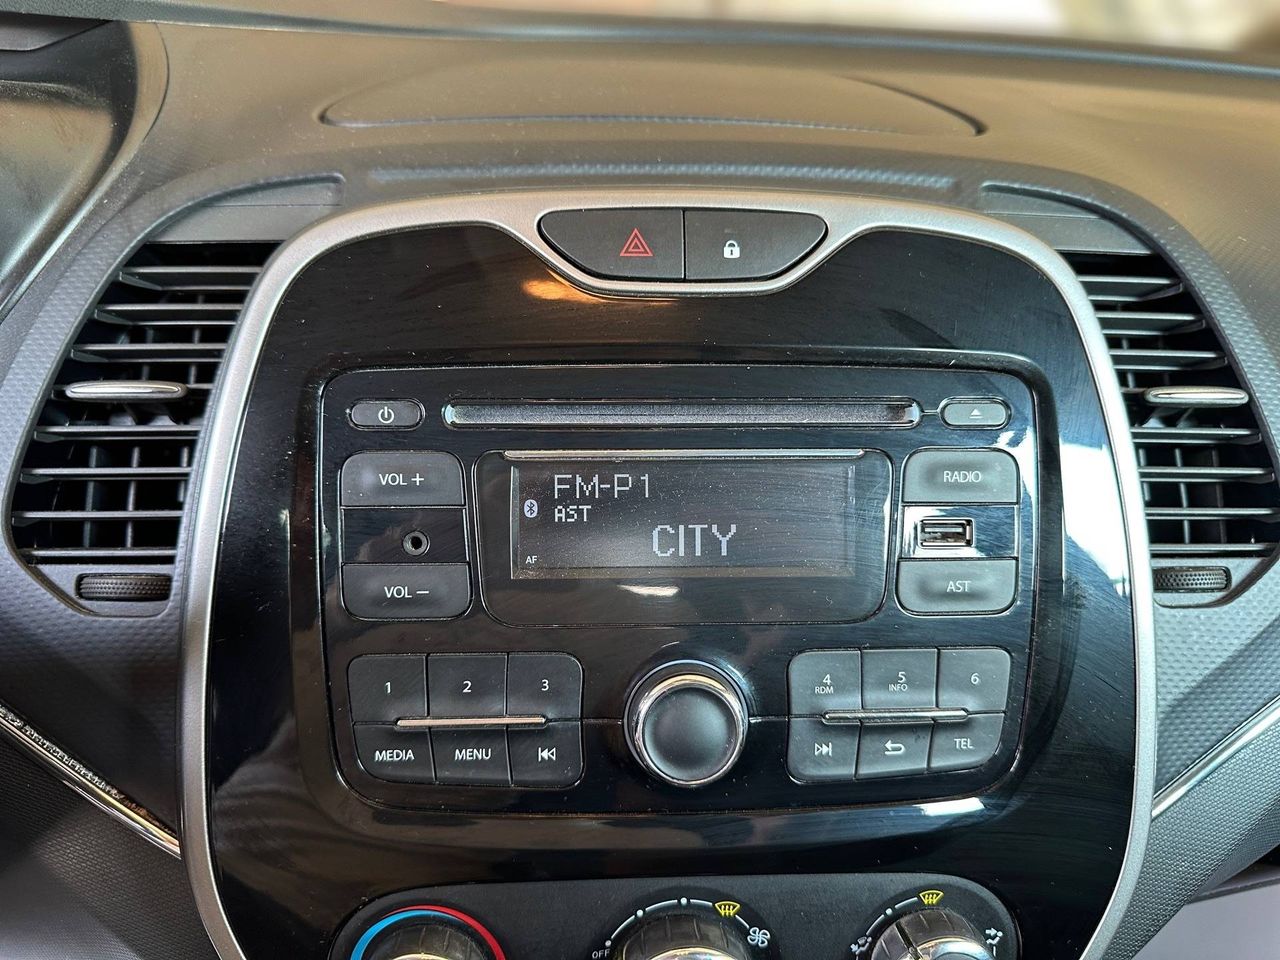 VOL +
VOL −
FM-P1
AST
CITY
AF
RADIO
AST
1
2
3
MEDIA
MENU
4
RDM
5
INFO
6
TEL
OFF